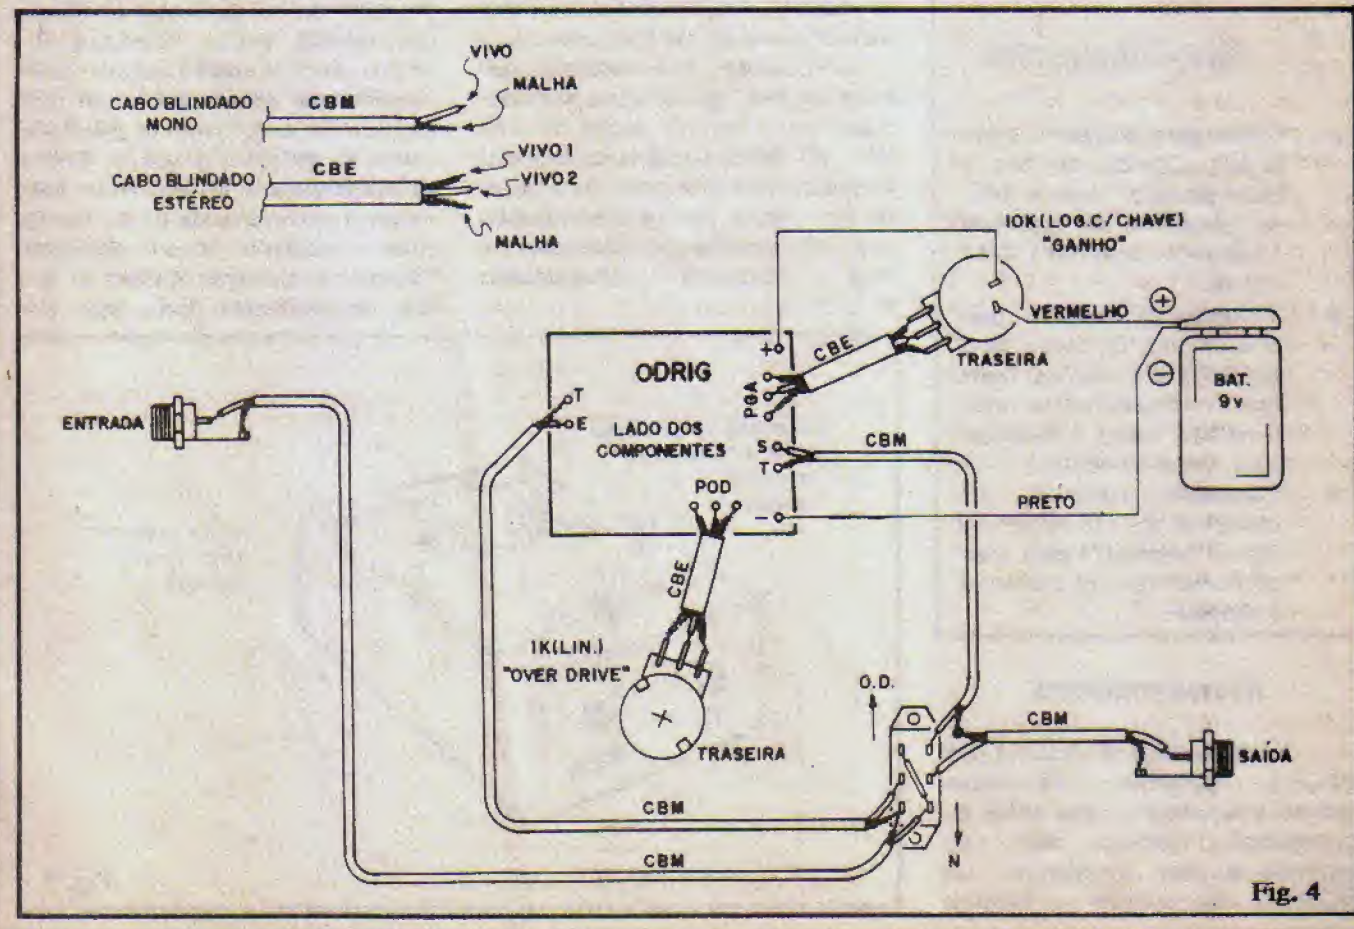 VIVO
MALHA
CABO BLINDADO
MONO
CBM
VIVO 1
VIVO 2
CABO BLINDADO
ESTÉREO
CBE
MALHA
10K (LOG.C/CHAVE)
"GANHO"
VERMELHO
+
TRASEIRA
−
BAT.
9v
ODRIG
LADO DOS
COMPONENTES
+
PGA
CBE
T
E
S
T
CBM
ENTRADA
POD
−
PRETO
CBE
1K(LIN.)
"OVER DRIVE"
TRASEIRA
O.D.
CBM
SAÍDA
CBM
CBM
N
Fig. 4